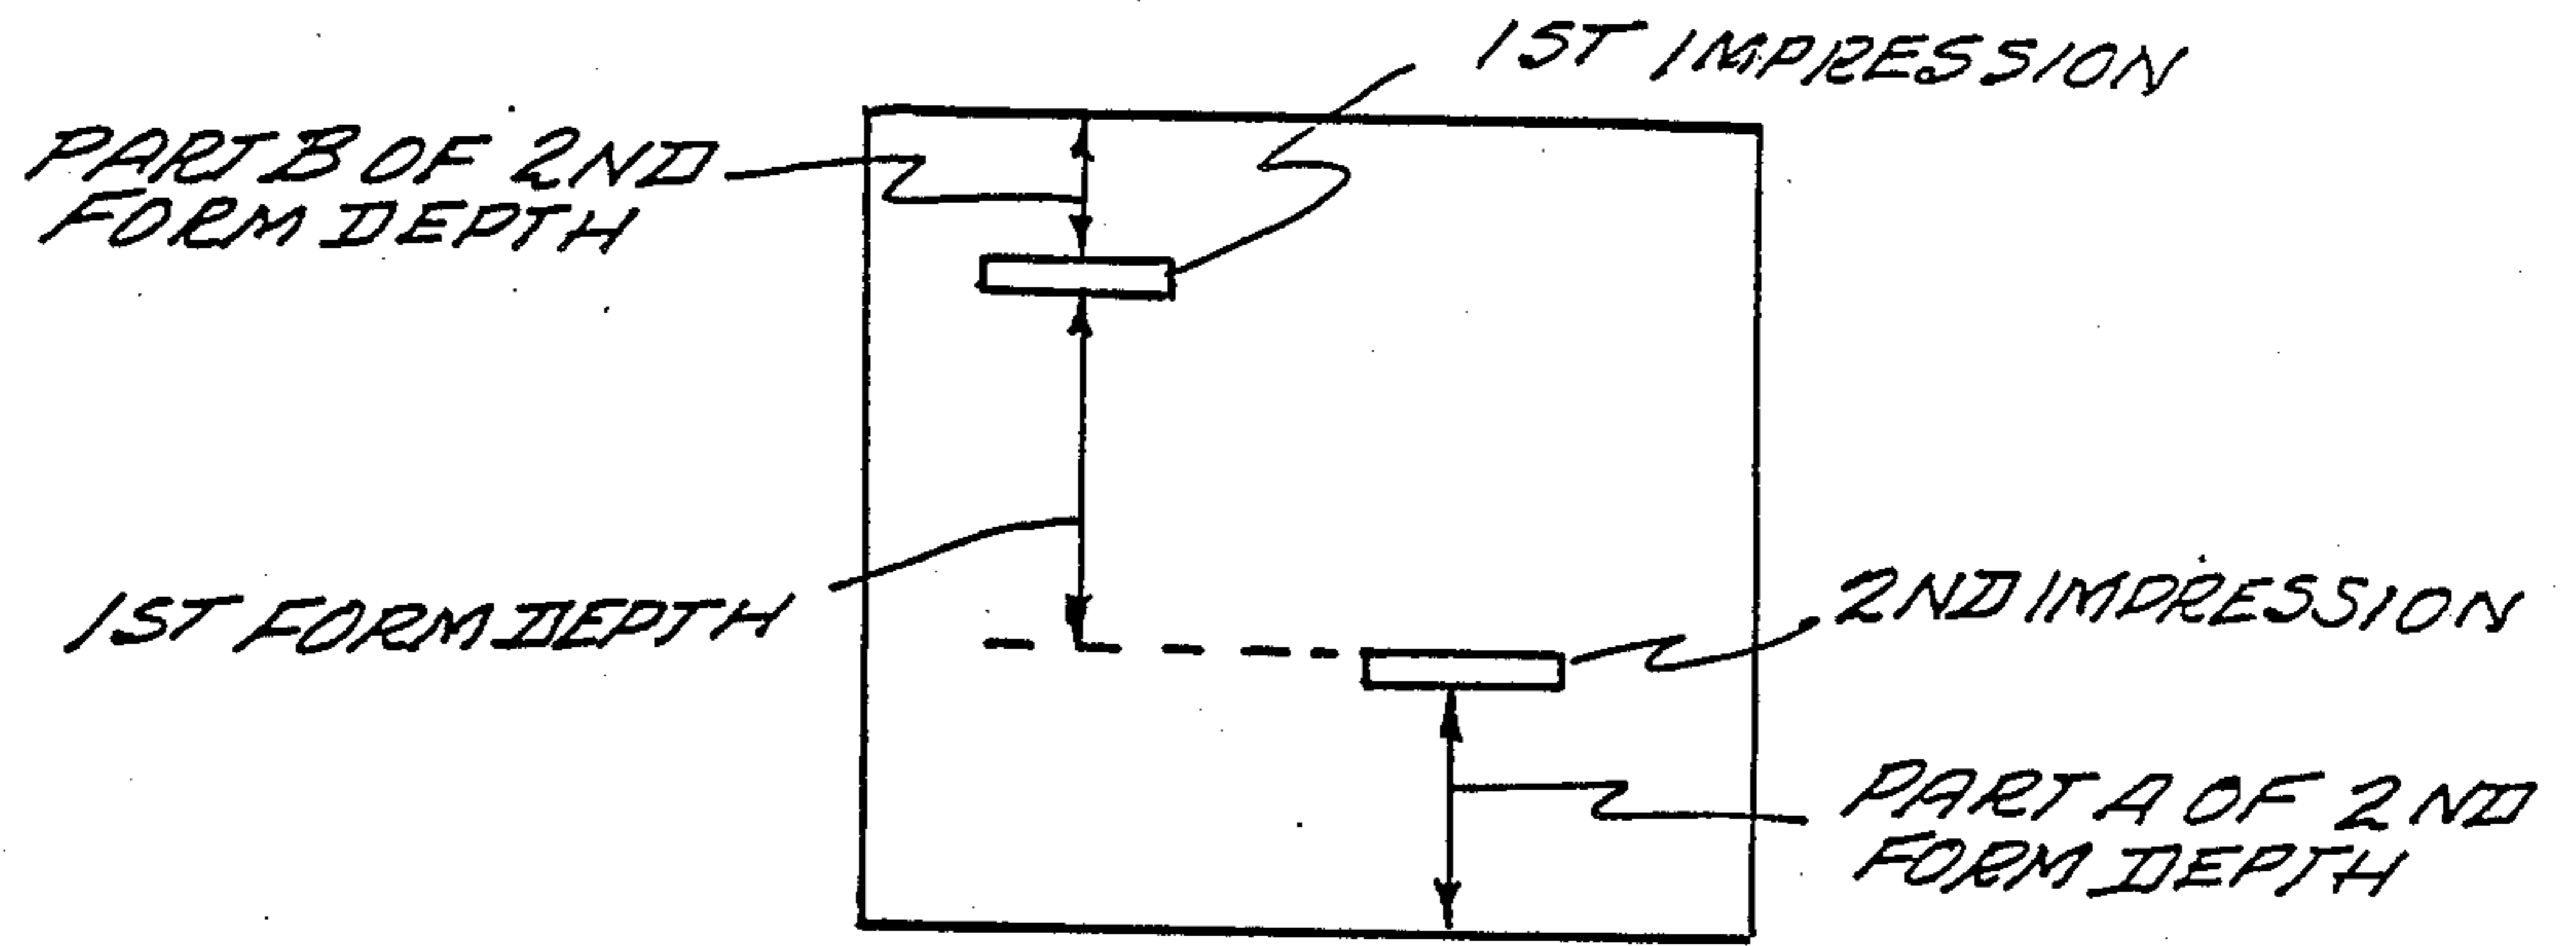 1ST IMPRESSION
PART B OF 2ND
FORM DEPTH
1ST FORM DEPTH
2ND IMPRESSION
PART A OF 2ND
FORM DEPTH